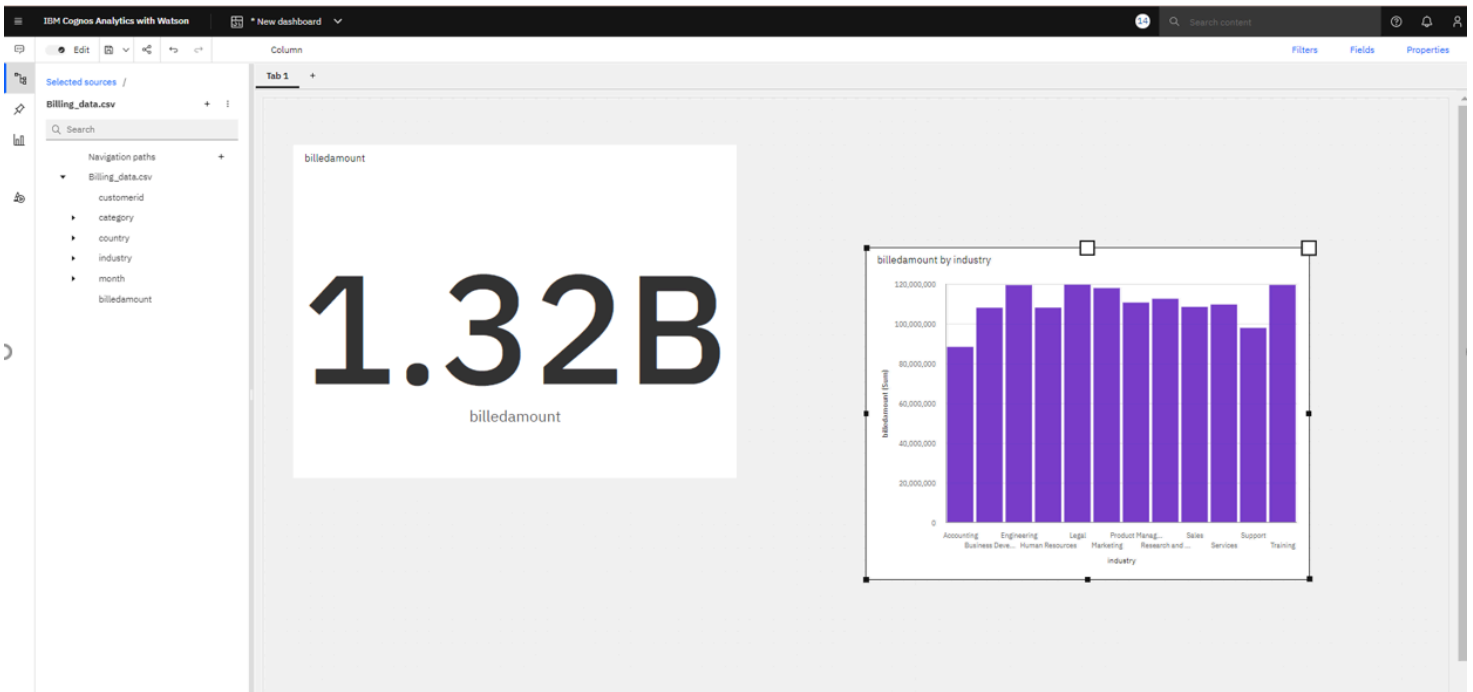 IBM Cognos Analytics with Watson
* New dashboard
14
Search content
Edit
Column
Filters
Fields
Properties
Selected sources /
Billing_data.csv
Search
Navigation paths
Billing_data.csv
customerid
category
country
industry
month
billedamount
Tab 1
billedamount
1.32B
billedamount
billedamount by industry
120,000,000
100,000,000
80,000,000
60,000,000
40,000,000
20,000,000
0
billedamount (Sum)
Accounting Engineering Legal Product Manag... Sales Support
Business Deve... Human Resources Marketing Research and ... Services Training
industry